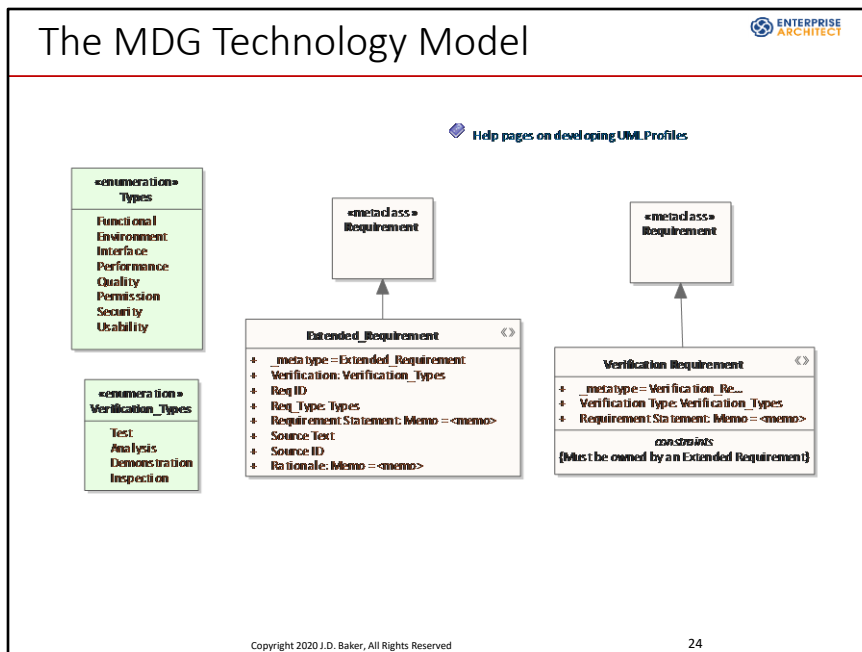 The MDG Technology Model
ENTERPRISE
ARCHITECT
Help pages on developing UML Profiles
«enumeration»
Types
Functional
Environment
Interface
Performance
Quality
Permission
Security
Usability
«enumeration»
Verification_Types
Test
Analysis
Demonstration
Inspection
«metaclass»
Requirement
Extended_Requirement
+ _metatype = Extended_Requirement
+ Verification: Verification_Types
+ Req ID
+ Req_Type: Types
+ Requirement Statement: Memo = <memo>
+ Source Text
+ Source ID
+ Rationale: Memo = <memo>
«metaclass»
Requirement
Verification Requirement
+ _metatype = Verification_Re...
+ Verification Type: Verification_Types
+ Requirement Statement: Memo = <memo>
constraints
{Must be owned by an Extended Requirement}
Copyright 2020 J.D. Baker, All Rights Reserved
24